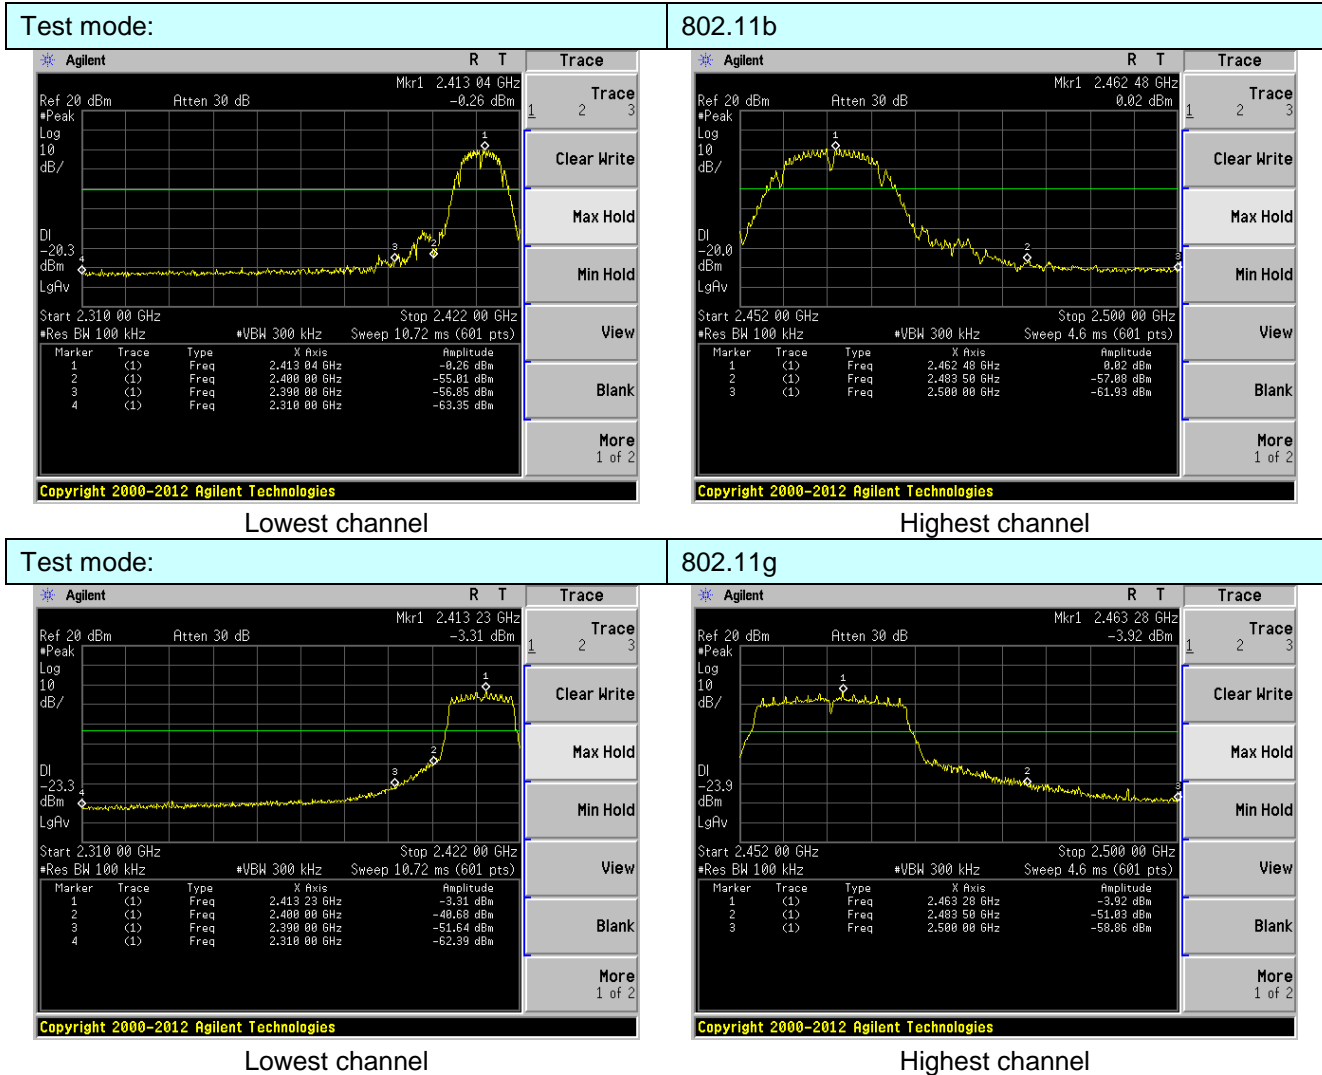 Test mode: 802.11b
Agilent R T Trace
Mkr1 2.413 04 GHz
Ref 20 dBm Atten 30 dB -0.26 dBm
#Peak
Log
10
dB/
DI
-20.3
dBm
LgAv
1
2
3
4
Start 2.310 00 GHz Stop 2.422 00 GHz
#Res BW 100 kHz #VBW 300 kHz Sweep 10.72 ms (601 pts)
Marker Trace Type X Axis Amplitude
1 (1) Freq 2.413 04 GHz -0.26 dBm
2 (1) Freq 2.400 00 GHz -55.01 dBm
3 (1) Freq 2.390 00 GHz -56.85 dBm
4 (1) Freq 2.310 00 GHz -63.35 dBm
Trace
1 2 3
Clear Write
Max Hold
Min Hold
View
Blank
More
1 of 2
Copyright 2000-2012 Agilent Technologies
Lowest channel
Agilent R T Trace
Mkr1 2.462 48 GHz
Ref 20 dBm Atten 30 dB 0.02 dBm
#Peak
Log
10
dB/
DI
-20.0
dBm
LgAv
1
2
3
Start 2.452 00 GHz Stop 2.500 00 GHz
#Res BW 100 kHz #VBW 300 kHz Sweep 4.6 ms (601 pts)
Marker Trace Type X Axis Amplitude
1 (1) Freq 2.462 48 GHz 0.02 dBm
2 (1) Freq 2.483 50 GHz -57.08 dBm
3 (1) Freq 2.500 00 GHz -61.93 dBm
Trace
1 2 3
Clear Write
Max Hold
Min Hold
View
Blank
More
1 of 2
Copyright 2000-2012 Agilent Technologies
Highest channel
Test mode: 802.11g
Agilent R T Trace
Mkr1 2.413 23 GHz
Ref 20 dBm Atten 30 dB -3.31 dBm
#Peak
Log
10
dB/
DI
-23.3
dBm
LgAv
1
2
3
4
Start 2.310 00 GHz Stop 2.422 00 GHz
#Res BW 100 kHz #VBW 300 kHz Sweep 10.72 ms (601 pts)
Marker Trace Type X Axis Amplitude
1 (1) Freq 2.413 23 GHz -3.31 dBm
2 (1) Freq 2.400 00 GHz -40.68 dBm
3 (1) Freq 2.390 00 GHz -51.64 dBm
4 (1) Freq 2.310 00 GHz -62.39 dBm
Trace
1 2 3
Clear Write
Max Hold
Min Hold
View
Blank
More
1 of 2
Copyright 2000-2012 Agilent Technologies
Lowest channel
Agilent R T Trace
Mkr1 2.463 28 GHz
Ref 20 dBm Atten 30 dB -3.92 dBm
#Peak
Log
10
dB/
DI
-23.9
dBm
LgAv
1
2
3
Start 2.452 00 GHz Stop 2.500 00 GHz
#Res BW 100 kHz #VBW 300 kHz Sweep 4.6 ms (601 pts)
Marker Trace Type X Axis Amplitude
1 (1) Freq 2.463 28 GHz -3.92 dBm
2 (1) Freq 2.483 50 GHz -51.03 dBm
3 (1) Freq 2.500 00 GHz -58.86 dBm
Trace
1 2 3
Clear Write
Max Hold
Min Hold
View
Blank
More
1 of 2
Copyright 2000-2012 Agilent Technologies
Highest channel